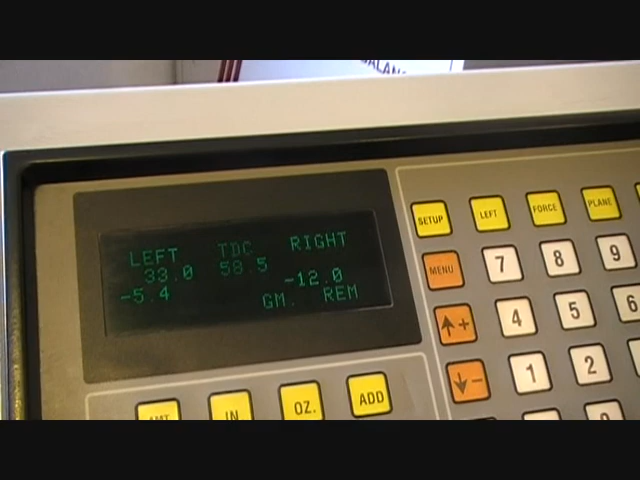 BALANC
LEFT TDC RIGHT
33.0 58.5
-5.4 -12.0
GM. REM
SETUP LEFT FORCE PLANE
MENU 7 8 9
+ 4 5 6
- 1 2
IN OZ. ADD